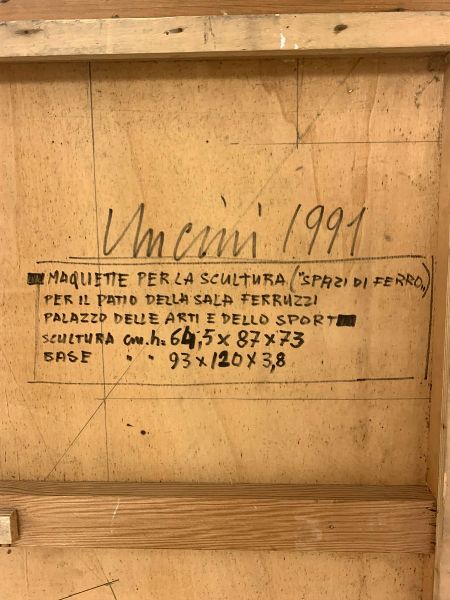 Uncini 1991
MAQUETTE PER LA SCULTURA ("SPAZI DI FERRO„)
PER IL PATIO DELLA SALA FERRUZZI
PALAZZO DELLE ARTI E DELLO SPORT
SCULTURA cm. h= 64,5 x 87 x 73
BASE " " 93 x 120 x 3,8